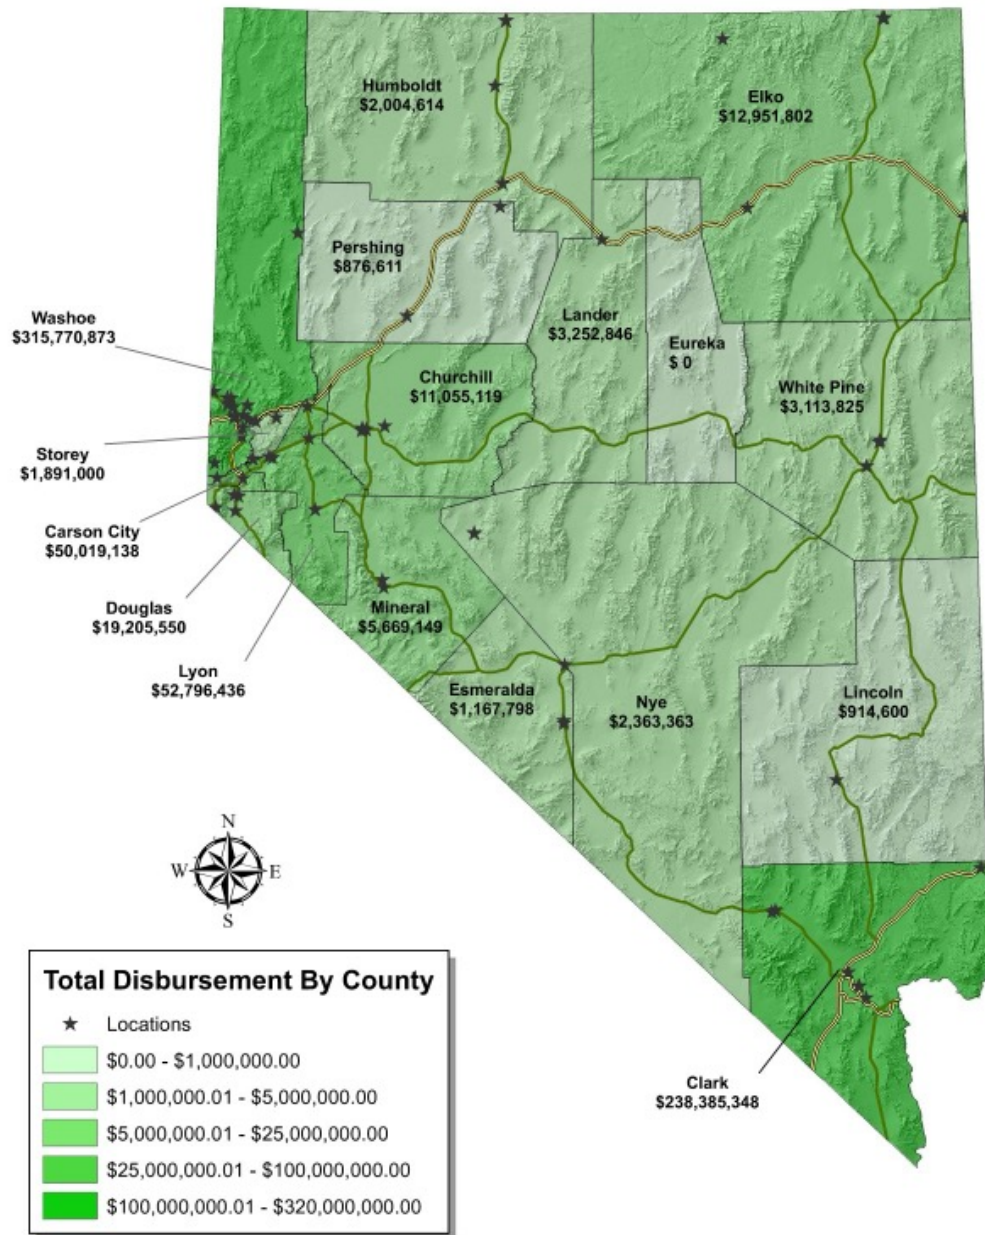 Humboldt
$2,004,614
Elko
$12,951,802
Pershing
$876,611
Washoe
$315,770,873
Lander
$3,252,846
Eureka
$ 0
Churchill
$11,055,119
White Pine
$3,113,825
Storey
$1,891,000
Carson City
$50,019,138
Douglas
$19,205,550
Mineral
$5,669,149
Lyon
$52,796,436
Esmeralda
$1,167,798
Nye
$2,363,363
Lincoln
$914,600
N
W
E
S
Total Disbursement By County
Locations
$0.00 - $1,000,000.00
$1,000,000.01 - $5,000,000.00
$5,000,000.01 - $25,000,000.00
$25,000,000.01 - $100,000,000.00
$100,000,000.01 - $320,000,000.00
Clark
$238,385,348